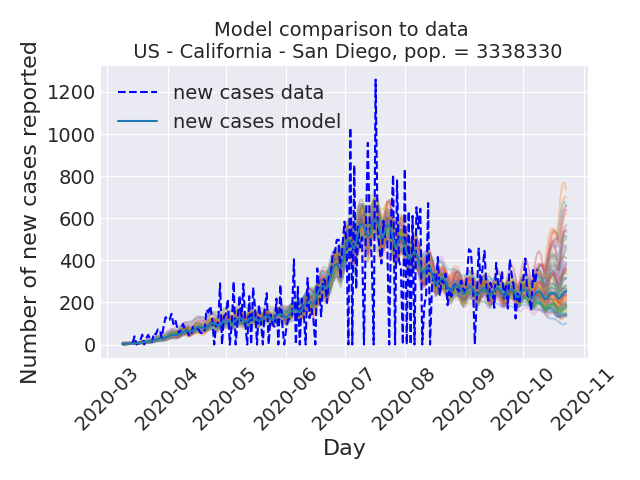 Model comparison to data
US - California - San Diego, pop. = 3338330
Number of new cases reported
1200
1000
800
600
400
200
0
new cases data
new cases model
2020-03
2020-04
2020-05
2020-06
2020-07
2020-08
2020-09
2020-10
2020-11
Day